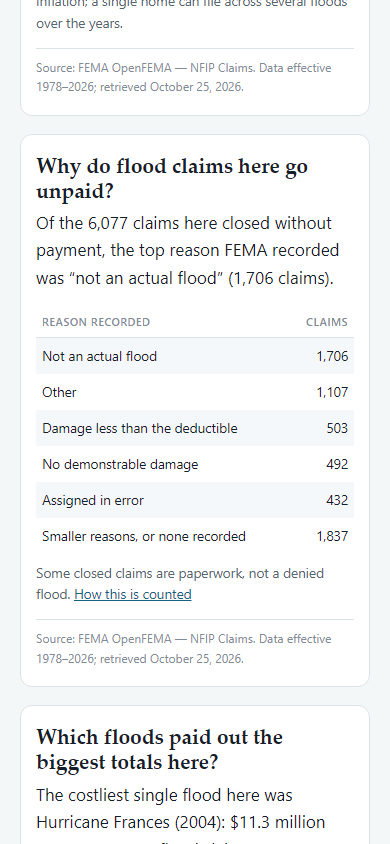 inflation; a single home can file across several floods
over the years.
Source: FEMA OpenFEMA — NFIP Claims. Data effective
1978–2026; retrieved October 25, 2026.
Why do flood claims here go
unpaid?
Of the 6,077 claims here closed without
payment, the top reason FEMA recorded
was “not an actual flood” (1,706 claims).
REASON RECORDED CLAIMS
Not an actual flood 1,706
Other 1,107
Damage less than the deductible 503
No demonstrable damage 492
Assigned in error 432
Smaller reasons, or none recorded 1,837
Some closed claims are paperwork, not a denied
flood. How this is counted
Source: FEMA OpenFEMA — NFIP Claims. Data effective
1978–2026; retrieved October 25, 2026.
Which floods paid out the
biggest totals here?
The costliest single flood here was
Hurricane Frances (2004): $11.3 million